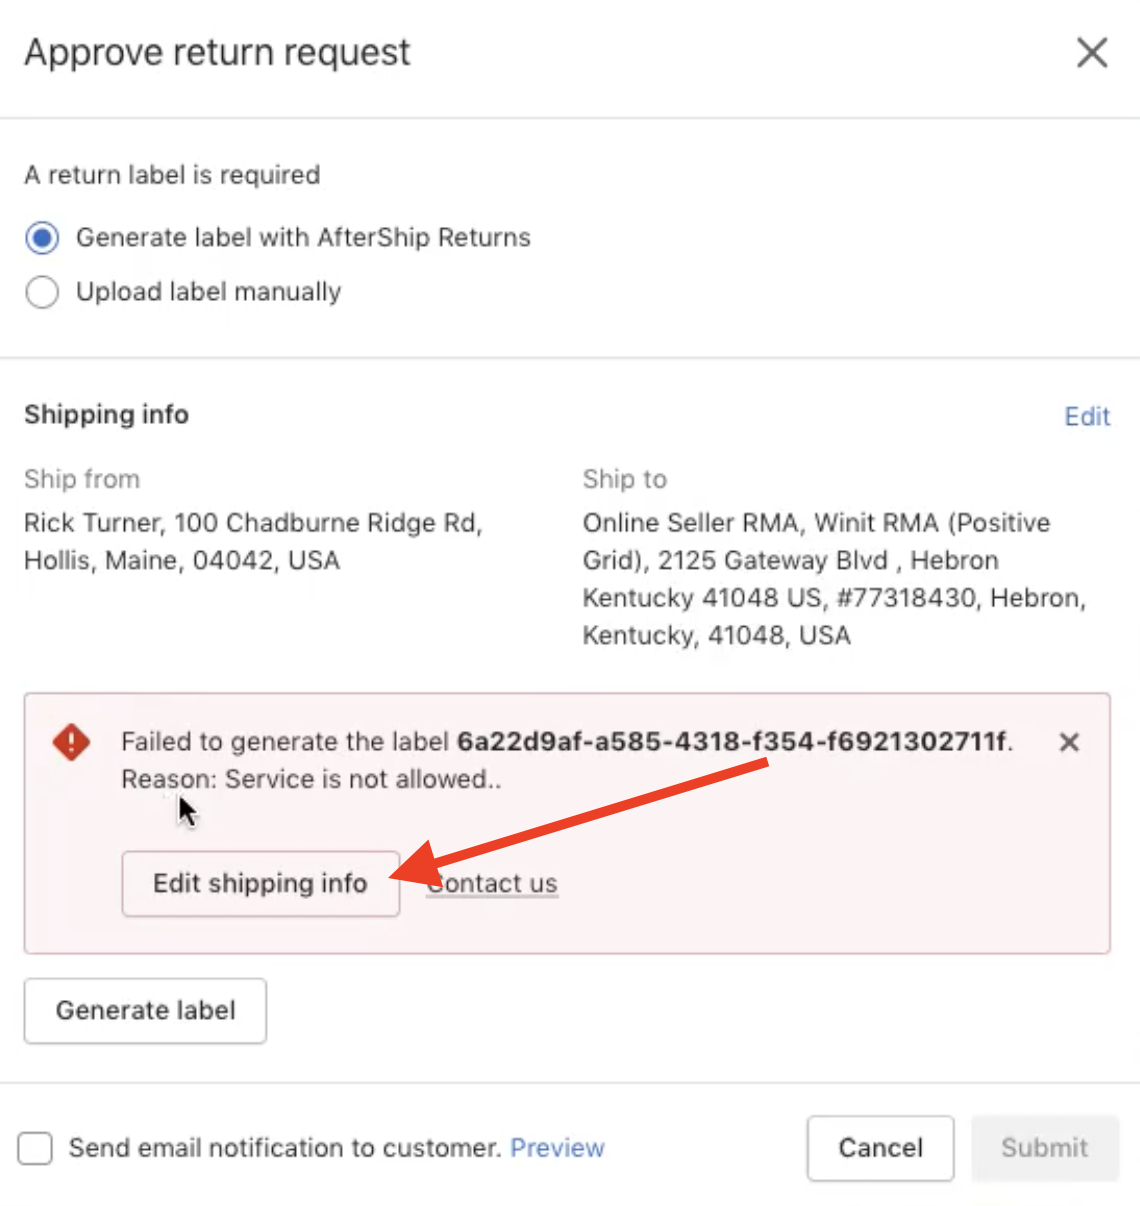 Approve return request
A return label is required
Generate label with AfterShip Returns
Upload label manually
Shipping info
Edit
Ship from
Rick Turner, 100 Chadburne Ridge Rd,
Hollis, Maine, 04042, USA
Ship to
Online Seller RMA, Winit RMA (Positive
Grid), 2125 Gateway Blvd , Hebron
Kentucky 41048 US, #77318430, Hebron,
Kentucky, 41048, USA
Failed to generate the label 6a22d9af-a585-4318-f354-f6921302711f.
Reason: Service is not allowed..
Edit shipping info
Contact us
Generate label
Send email notification to customer. Preview
Cancel
Submit